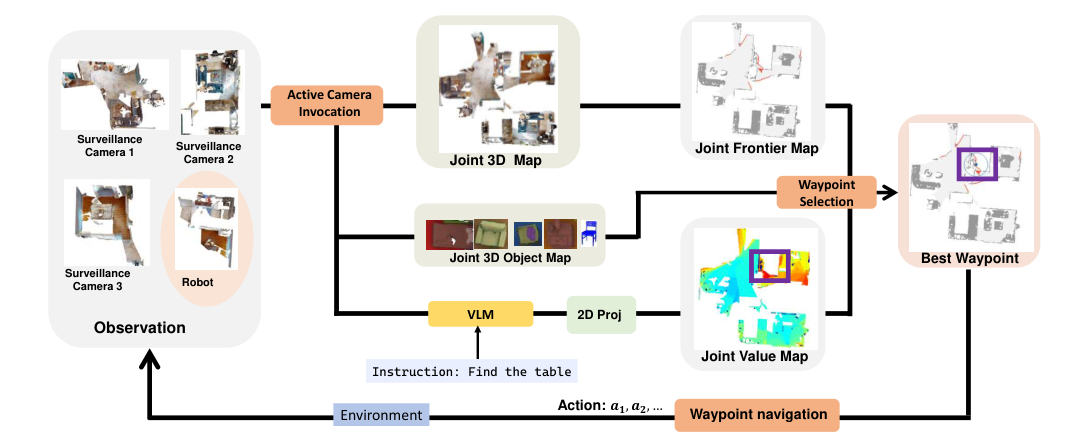 Surveillance
Camera 1
Surveillance
Camera 2
Surveillance
Camera 3
Robot
Observation
Active Camera
Invocation
Joint 3D Map
Joint Frontier Map
Joint 3D Object Map
Waypoint
Selection
Best Waypoint
VLM
2D Proj
Joint Value Map
Instruction: Find the table
Environment
Action: a₁, a₂, ...
Waypoint navigation